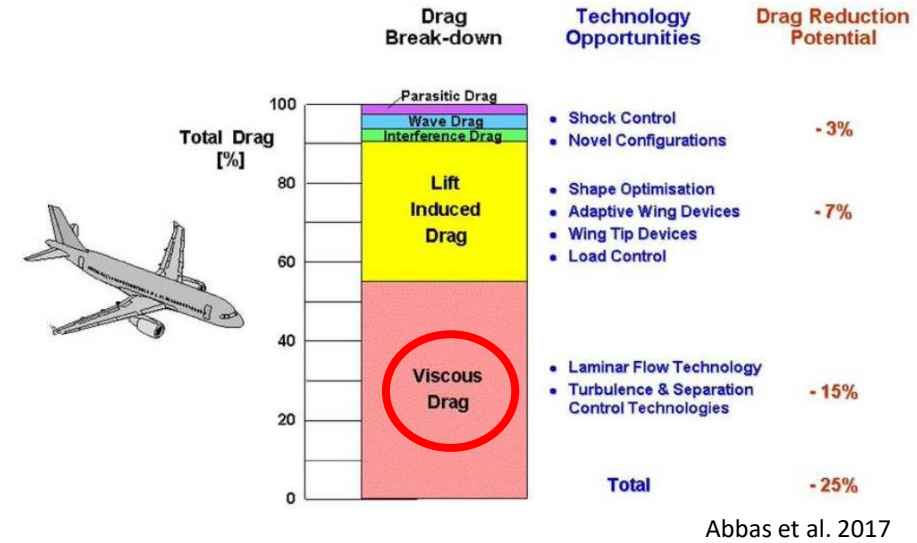 Drag
Break-down
Technology
Opportunities
Drag Reduction
Potential
Total Drag
[%]
100
80
60
40
20
0
Parasitic Drag
Wave Drag
Interference Drag
Lift
Induced
Drag
Viscous
Drag
• Shock Control
• Novel Configurations
- 3%
• Shape Optimisation
• Adaptive Wing Devices
• Wing Tip Devices
• Load Control
- 7%
• Laminar Flow Technology
• Turbulence & Separation
Control Technologies
- 15%
Total
- 25%
Abbas et al. 2017